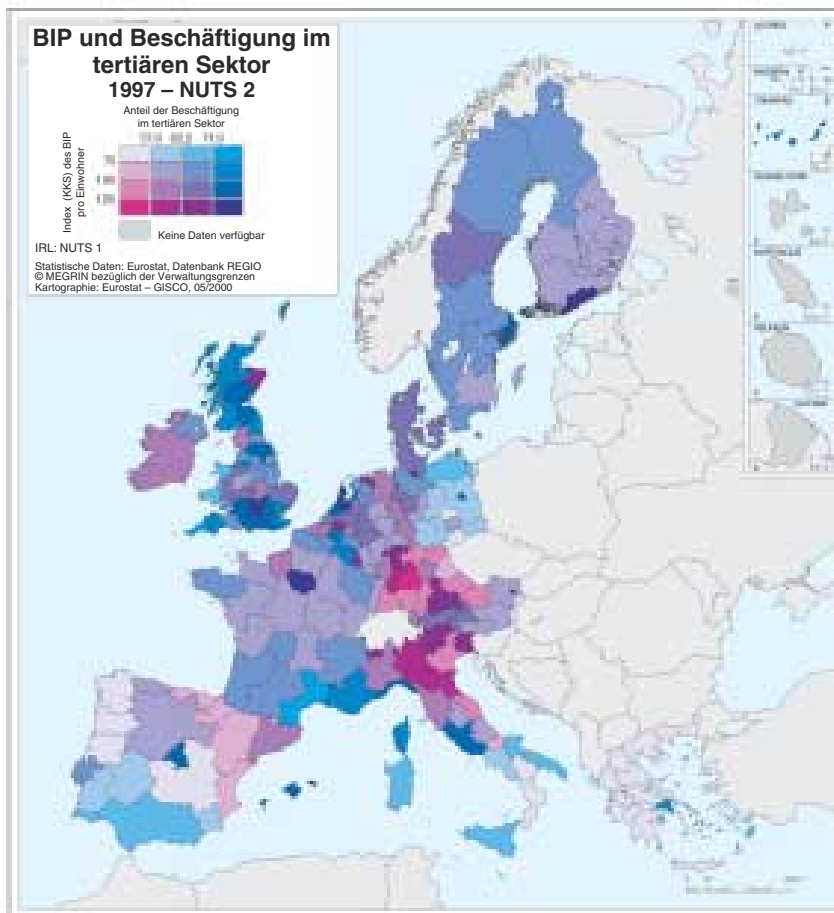 BIP und Beschäftigung im
tertiären Sektor
1997 – NUTS 2
Anteil der Beschäftigung
im tertiären Sektor
Index (KKS) des BIP
pro Einwohner
Keine Daten verfügbar
IRL: NUTS 1
Statistische Daten: Eurostat, Datenbank REGIO
© MEGRIN bezüglich der Verwaltungsgrenzen
Kartographie: Eurostat – GISCO, 05/2000